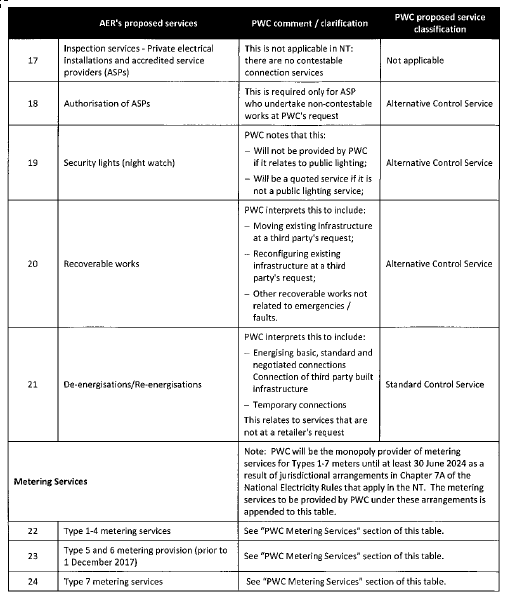 AER's proposed services
PWC comment / clarification
PWC proposed service
classification
17
Inspection services - Private electrical
installations and accredited service
providers (ASPs)
This is not applicable in NT:
there are no contestable
connection services
Not applicable
18
Authorisation of ASPs
This is required only for ASP
who undertake non-contestable
works at PWC's request
Alternative Control Service
19
Security lights (night watch)
PWC notes that this:
– Will not be provided by PWC
if it relates to public lighting;
– Will be a quoted service if it is
not a public lighting service;
Alternative Control Service
20
Recoverable works
PWC interprets this to include:
– Moving existing infrastructure
at a third party's request;
– Reconfiguring existing
infrastructure at a third
party's request;
– Other recoverable works not
related to emergencies /
faults.
Alternative Control Service
21
De-energisations/Re-energisations
PWC interprets this to include:
– Energising basic, standard and
negotiated connections
Connection of third party built
infrastructure
– Temporary connections
This relates to services that are
not at a retailer's request
Standard Control Service
Metering Services
Note: PWC will be the monopoly provider of metering
services for Types 1-7 meters until at least 30 June 2024 as a
result of jurisdictional arrangements in Chapter 7A of the
National Electricity Rules that apply in the NT. The metering
services to be provided by PWC under these arrangements is
appended to this table.
22
Type 1-4 metering services
See "PWC Metering Services" section of this table.
23
Type 5 and 6 metering provision (prior to
1 December 2017)
See "PWC Metering Services" section of this table.
24
Type 7 metering services
See "PWC Metering Services" section of this table.